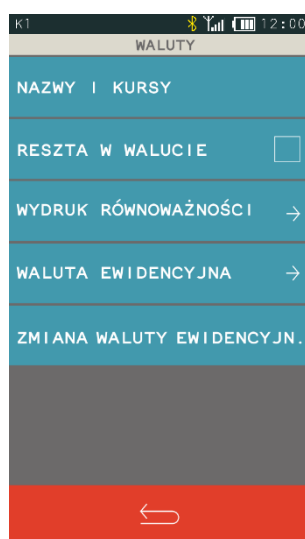 K1 12:00
WALUTY
NAZWY I KURSY
RESZTA W WALUCIE
WYDRUK RÓWNOWAŻNOŚCI
WALUTA EWIDENCYJNA
ZMIANA WALUTY EWIDENCYJN.